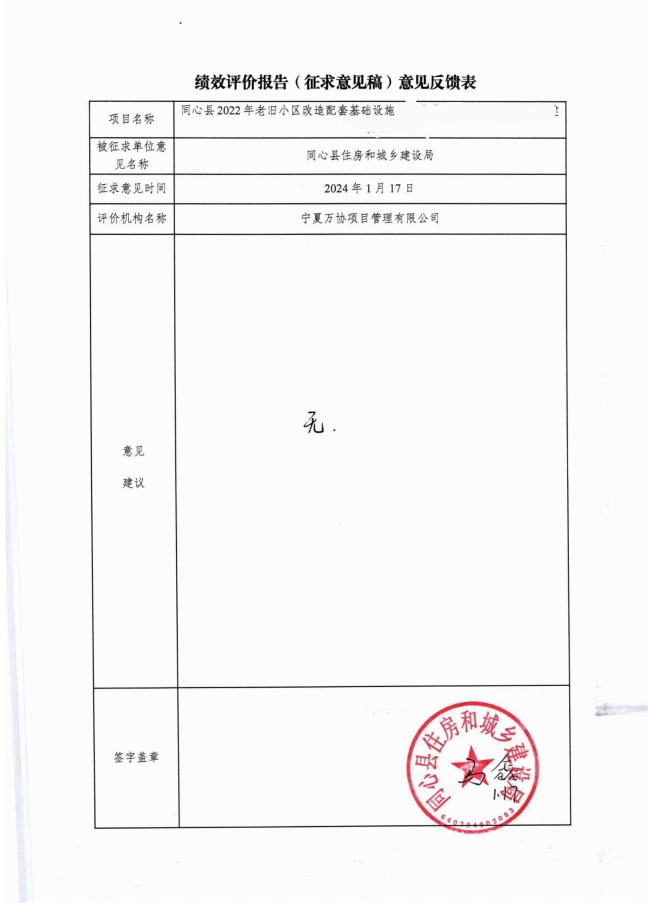 绩效评价报告（征求意见稿）意见反馈表
项目名称
同心县2022年老旧小区改造配套基础设施
被征求单位意
见名称
同心县住房和城乡建设局
征求意见时间
2024年1月17日
评价机构名称
宁夏万协项目管理有限公司
意见
建议
无.
签字盖章
同心县住房和城乡建设局